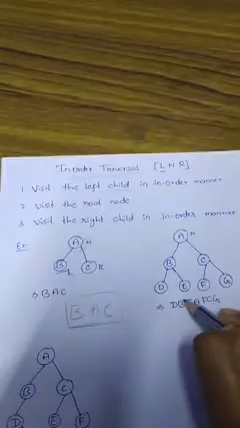 Inorder Traversal [L N R]
1 Visit the left child in in-order manner
2 Visit the root node
3 Visit the right child in in-order manner
Ex:
A N
B L C R
⇒ BAC
B A C
A N
B C
D E F G
⇒ DBEAFCG
A
B C
D E F